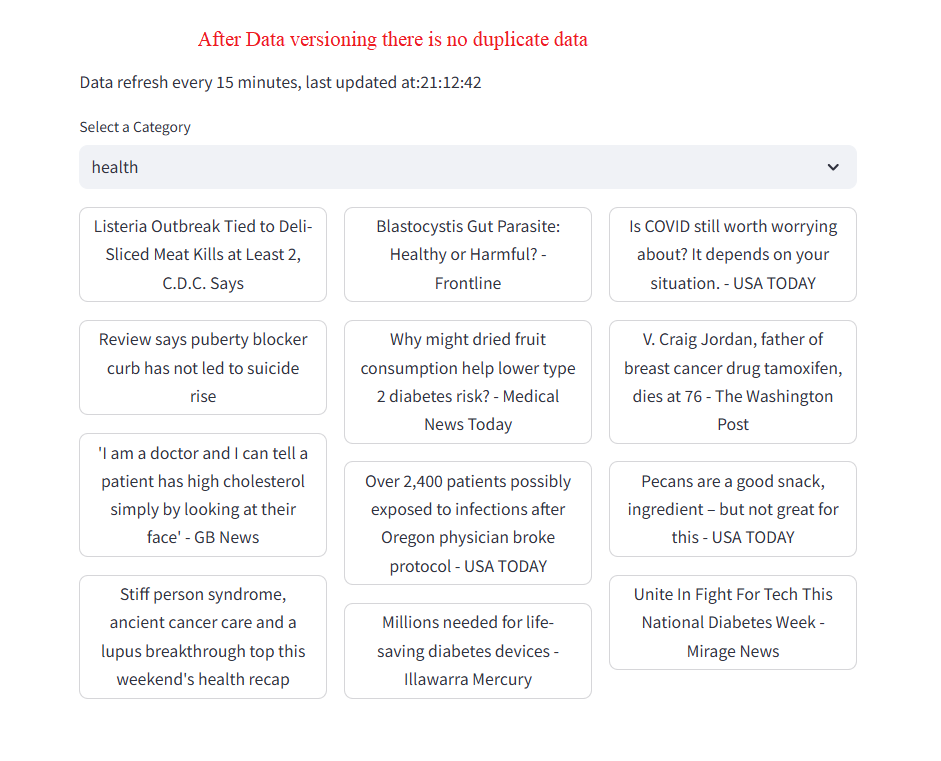 After Data versioning there is no duplicate data
Data refresh every 15 minutes, last updated at:21:12:42
Select a Category
health
Listeria Outbreak Tied to Deli-
Sliced Meat Kills at Least 2,
C.D.C. Says
Review says puberty blocker
curb has not led to suicide
rise
'I am a doctor and I can tell a
patient has high cholesterol
simply by looking at their
face' - GB News
Stiff person syndrome,
ancient cancer care and a
lupus breakthrough top this
weekend's health recap
Blastocystis Gut Parasite:
Healthy or Harmful? -
Frontline
Why might dried fruit
consumption help lower type
2 diabetes risk? - Medical
News Today
Over 2,400 patients possibly
exposed to infections after
Oregon physician broke
protocol - USA TODAY
Millions needed for life-
saving diabetes devices -
Illawarra Mercury
Is COVID still worth worrying
about? It depends on your
situation. - USA TODAY
V. Craig Jordan, father of
breast cancer drug tamoxifen,
dies at 76 - The Washington
Post
Pecans are a good snack,
ingredient – but not great for
this - USA TODAY
Unite In Fight For Tech This
National Diabetes Week -
Mirage News